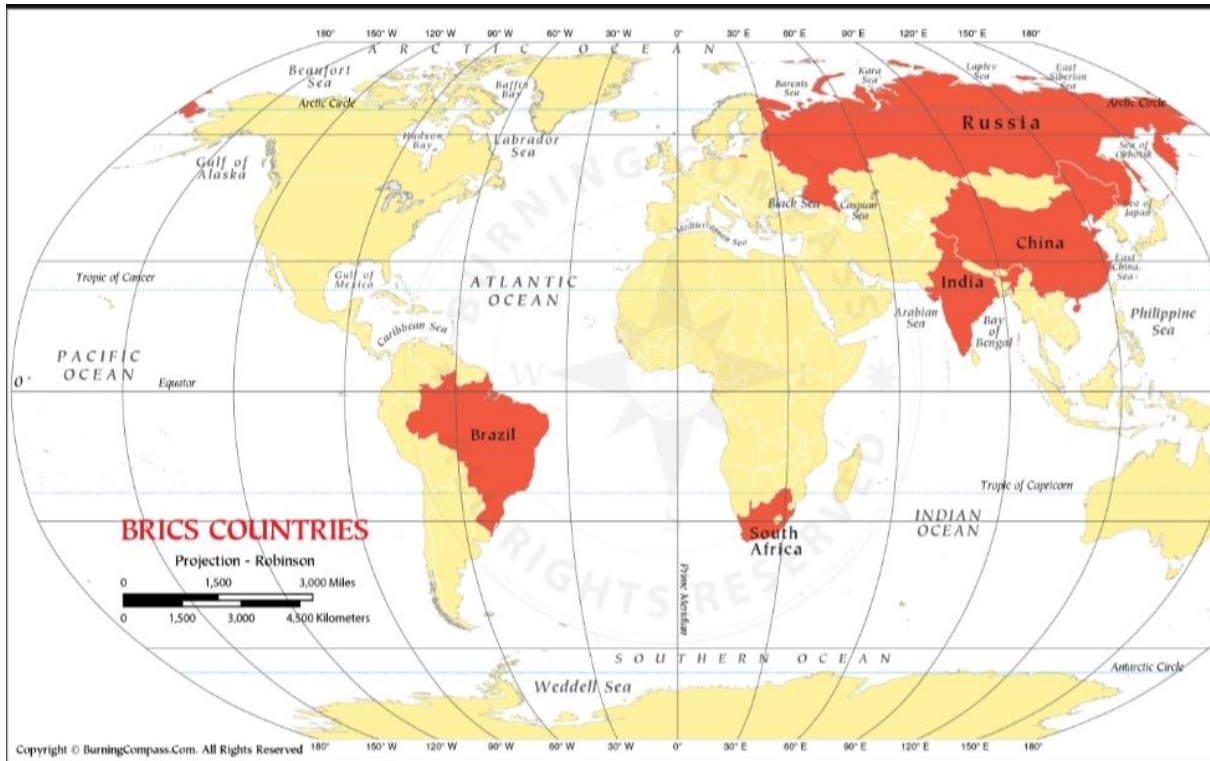 180° 150° W 120° W 90° W 60° W 30° W 0° 30° E 60° E 90° E 120° E 150° E 180°
ARCTIC OCEAN
Beaufort
Sea
Baffin
Bay
Barents
Sea
Kara
Sea
Laptev
Sea
East
Siberian
Sea
Arctic Circle
Arctic Circle
Russia
Hudson
Bay
Labrador
Sea
Gulf of
Alaska
Sea of
Okhotsk
Black Sea
Caspian
Sea
Sea of
Japan
Mediterranean Sea
China
Tropic of Cancer
Gulf of
Mexico
ATLANTIC
OCEAN
India
East
China
Sea
Arabian
Sea
Bay
of
Bengal
Philippine
Sea
Caribbean Sea
PACIFIC
OCEAN
0°
Equator
W
E
Brazil
Tropic of Capricorn
INDIAN
OCEAN
South
Africa
S
BURNING COMPASS
RIGHTS RESERVED
BRICS COUNTRIES
Projection - Robinson
0 1,500 3,000 Miles
0 1,500 3,000 4,500 Kilometers
Prime Meridian
SOUTHERN OCEAN
Antarctic Circle
Weddell Sea
Copyright © BurningCompass.Com. All Rights Reserved
180° 150° W 120° W 90° W 60° W 30° W 0° 30° E 60° E 90° E 120° E 150° E 180°